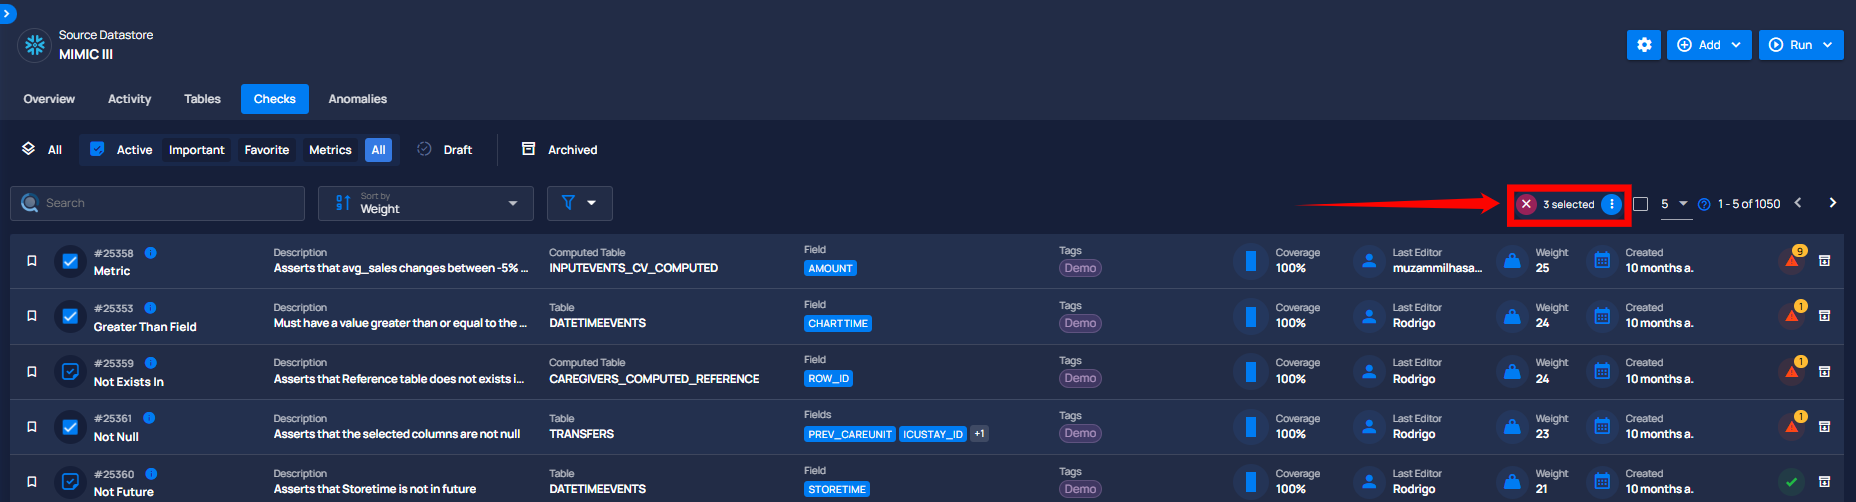 Source Datastore
MIMIC III
Add
Run
Overview
Activity
Tables
Checks
Anomalies
All
Active
Important
Favorite
Metrics
All
Draft
Archived
Search
Sort by
Weight
3 selected
5
1 - 5 of 1050
#25358
Metric
Description
Asserts that avg_sales changes between -5% ...
Computed Table
INPUTEVENTS_CV_COMPUTED
Field
AMOUNT
Tags
Demo
Coverage
100%
Last Editor
muzammilhasa...
Weight
25
Created
10 months a.
9
#25353
Greater Than Field
Description
Must have a value greater than or equal to the ...
Table
DATETIMEEVENTS
Field
CHARTTIME
Tags
Demo
Coverage
100%
Last Editor
Rodrigo
Weight
24
Created
10 months a.
1
#25359
Not Exists In
Description
Asserts that Reference table does not exists i...
Computed Table
CAREGIVERS_COMPUTED_REFERENCE
Field
ROW_ID
Tags
Demo
Coverage
100%
Last Editor
Rodrigo
Weight
24
Created
10 months a.
1
#25361
Not Null
Description
Asserts that the selected columns are not null
Table
TRANSFERS
Fields
PREV_CAREUNIT ICUSTAY_ID +1
Tags
Demo
Coverage
100%
Last Editor
Rodrigo
Weight
23
Created
10 months a.
1
#25360
Not Future
Description
Asserts that Storetime is not in future
Table
DATETIMEEVENTS
Field
STORETIME
Tags
Demo
Coverage
100%
Last Editor
Rodrigo
Weight
21
Created
10 months a.